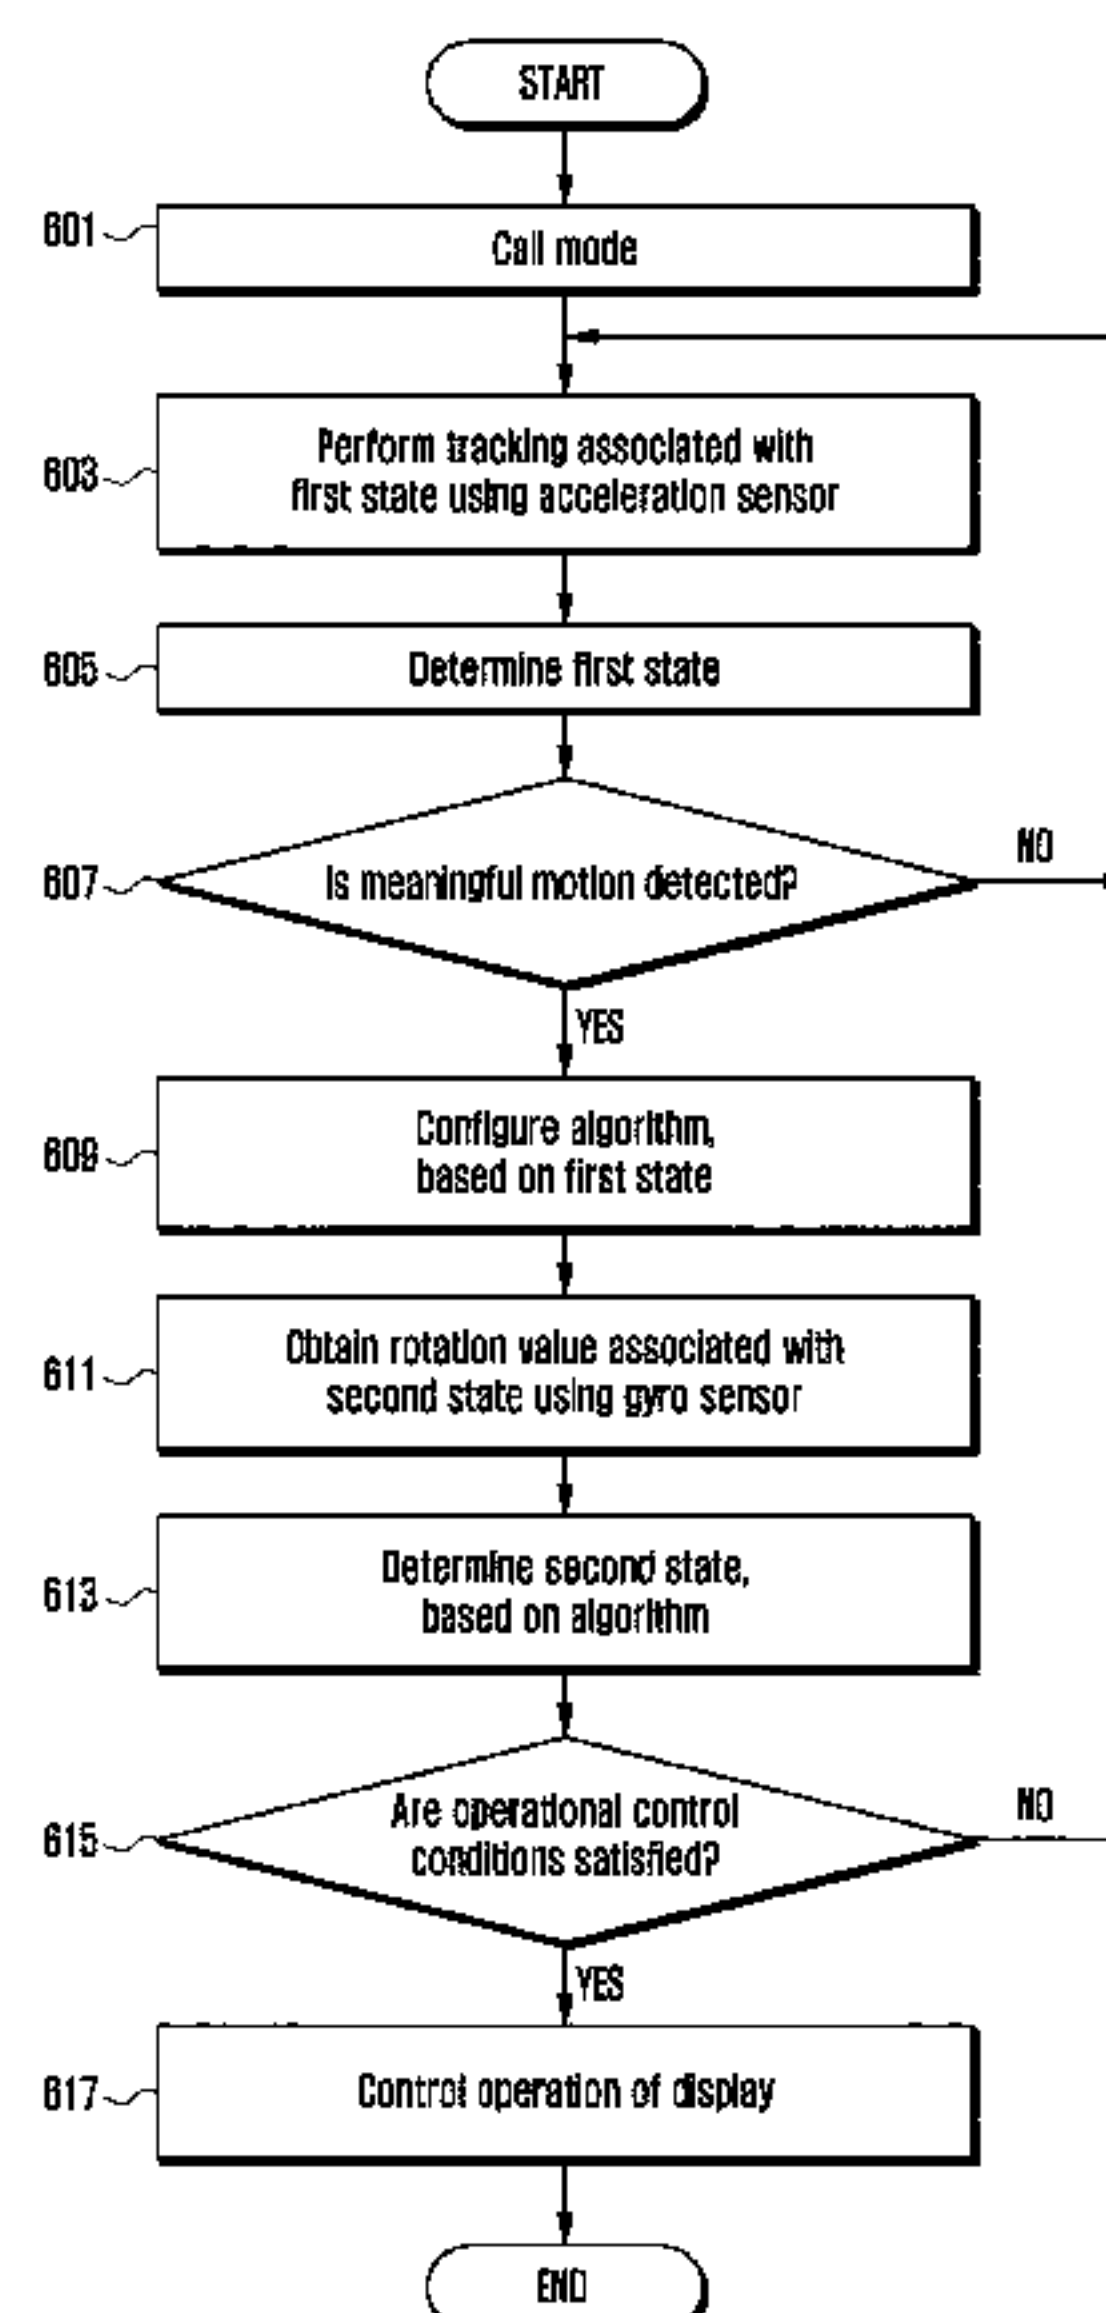 START
601
Call mode
603
Perform tracking associated with
first state using acceleration sensor
605
Determine first state
607
Is meaningful motion detected?
NO
YES
609
Configure algorithm,
based on first state
611
Obtain rotation value associated with
second state using gyro sensor
613
Determine second state,
based on algorithm
615
Are operational control
conditions satisfied?
NO
YES
617
Control operation of display
END